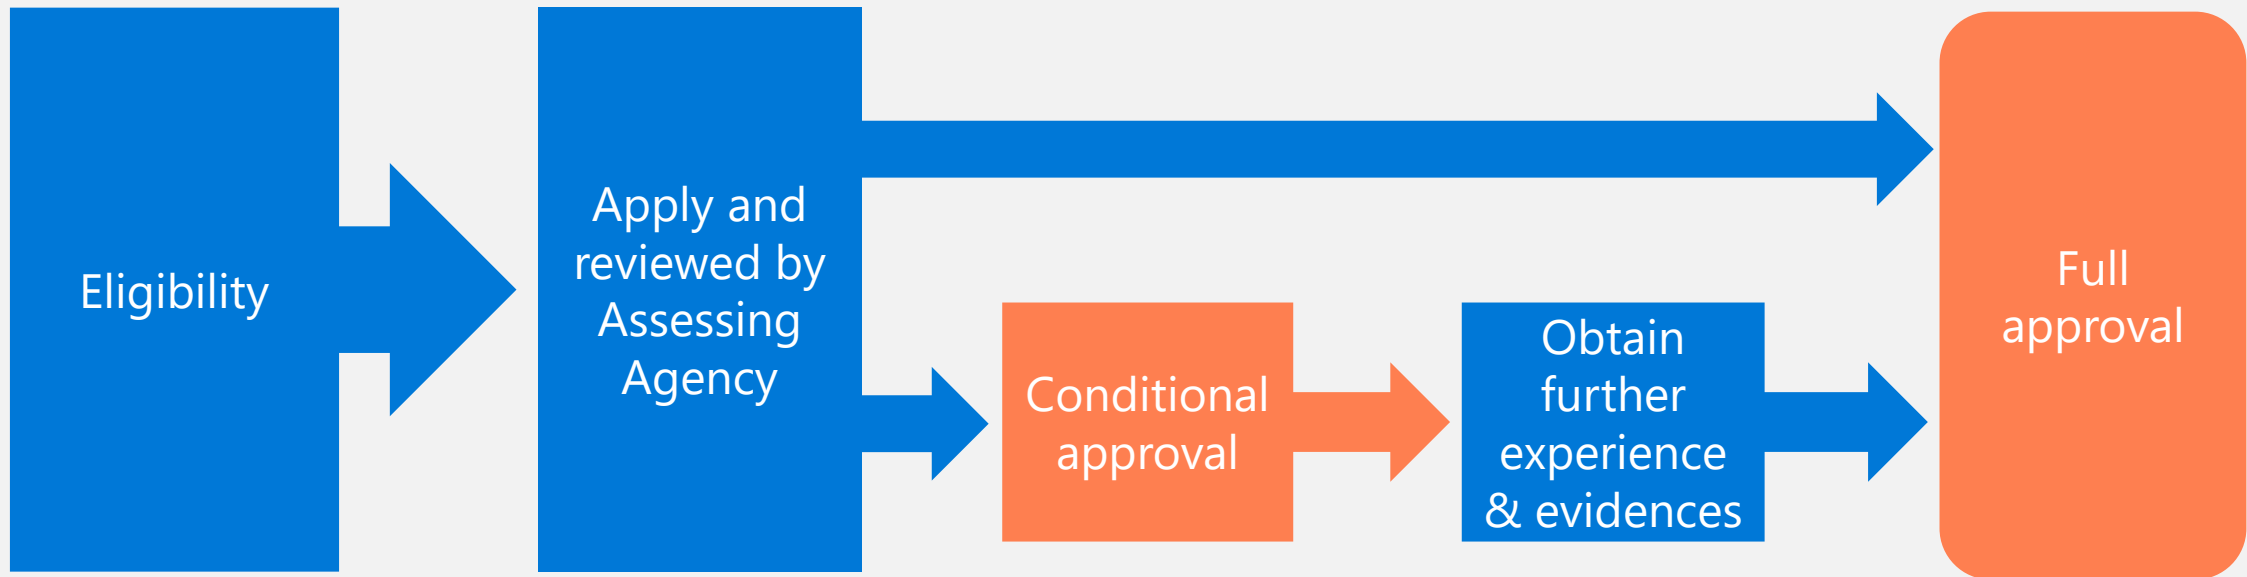 Eligibility
Apply and
reviewed by
Assessing
Agency
Conditional
approval
Obtain
further
experience
& evidences
Full
approval